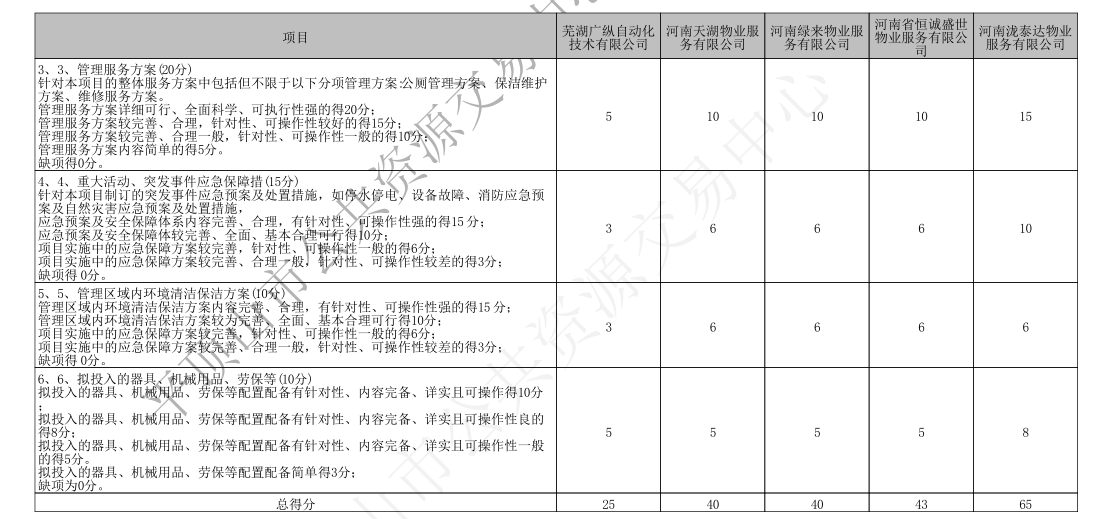 项目
芜湖广纵自动化
技术有限公司
河南天湖物业服
务有限公司
河南绿来物业服
务有限公司
河南省恒诚盛世
物业服务有限公
司
河南泷泰达物业
服务有限公司
3、3、管理服务方案(20分)
针对本项目的整体服务方案中包括但不限于以下分项管理方案:公厕管理方案、保洁维护
方案、维修服务方案。
管理服务方案详细可行、全面科学、可执行性强的得20分；
管理服务方案较完善、合理，针对性、可操作性较好的得15分；
管理服务方案较完善、合理一般，针对性、可操作性一般的得10分；
管理服务方案内容简单的得5分。
缺项得0分。
5
10
10
10
15
4、4、重大活动、突发事件应急保障措(15分)
针对本项目制订的突发事件应急预案及处置措施，如停水停电、设备故障、消防应急预
案及自然灾害应急预案及处置措施，
应急预案及安全保障体系内容完善、合理，有针对性、可操作性强的得15 分；
应急预案及安全保障体较完善、全面、基本合理可行得10分；
项目实施中的应急保障方案较完善，针对性、可操作性一般的得6分；
项目实施中的应急保障方案较完善、合理一般，针对性、可操作性较差的得3分；
缺项得 0分。
3
6
6
6
10
5、5、管理区域内环境清洁保洁方案(10分)
管理区域内环境清洁保洁方案内容完善、合理，有针对性、可操作性强的得15 分；
管理区域内环境清洁保洁方案较为完善、全面、基本合理可行得10分；
项目实施中的应急保障方案较完善，针对性、可操作性一般的得6分；
项目实施中的应急保障方案较完善、合理一般，针对性、可操作性较差的得3分；
缺项得 0分。
3
6
6
6
6
6、6、拟投入的器具、机械用品、劳保等(10分)
拟投入的器具、机械用品、劳保等配置配备有针对性、内容完备、详实且可操作得10分
；
拟投入的器具、机械用品、劳保等配置配备有针对性、内容完备、详实且可操作性良的
得8分；
拟投入的器具、机械用品、劳保等配置配备有针对性、内容完备、详实且可操作性一般
的得5分。
拟投入的器具、机械用品、劳保等配置配备简单得3分；
缺项为0分。
5
5
5
5
8
总得分
25
40
40
43
65
平顶山市公共资源交易中心
山市公共资源交易中心